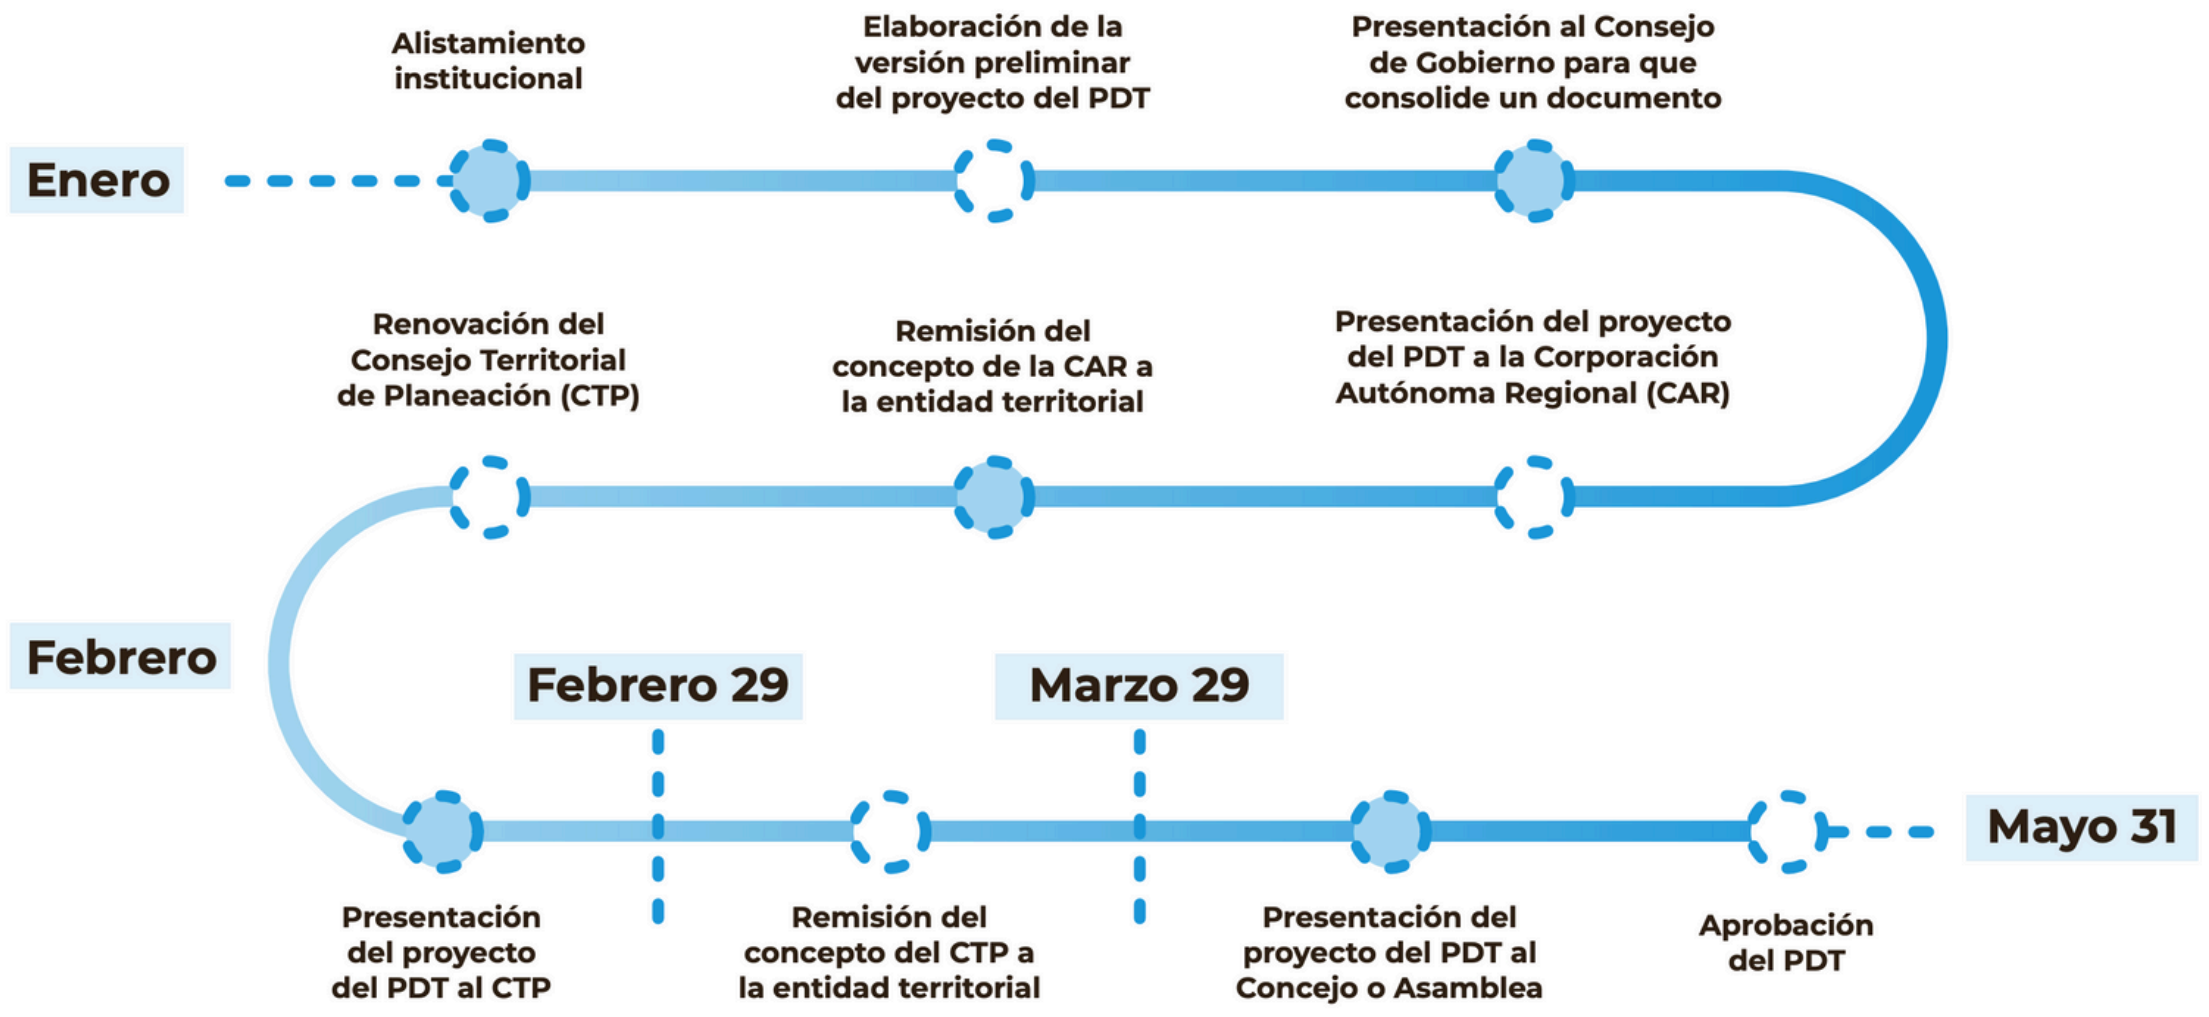 Enero
Alistamiento
institucional
Elaboración de la
versión preliminar
del proyecto del PDT
Presentación al Consejo
de Gobierno para que
consolide un documento
Presentación del proyecto
del PDT a la Corporación
Autónoma Regional (CAR)
Remisión del
concepto de la CAR a
la entidad territorial
Renovación del
Consejo Territorial
de Planeación (CTP)
Febrero
Presentación
del proyecto
del PDT al CTP
Febrero 29
Remisión del
concepto del CTP a
la entidad territorial
Marzo 29
Presentación del
proyecto del PDT al
Concejo o Asamblea
Aprobación
del PDT
Mayo 31